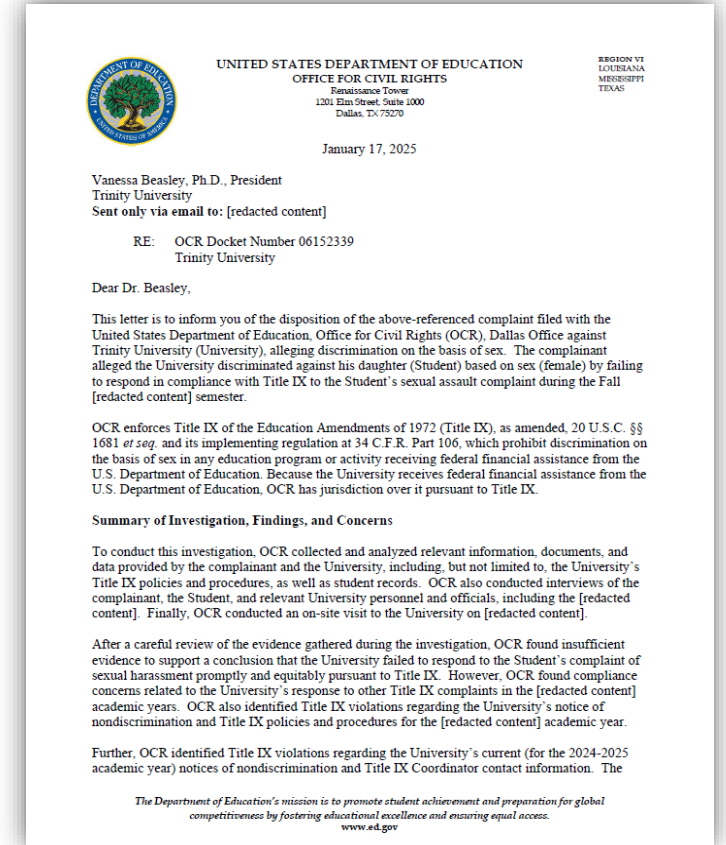 DEPARTMENT OF EDUCATION
UNITED STATES OF AMERICA
UNITED STATES DEPARTMENT OF EDUCATION
OFFICE FOR CIVIL RIGHTS
Renaissance Tower
1201 Elm Street, Suite 1000
Dallas, TX 75270
REGION VI
LOUISIANA
MISSISSIPPI
TEXAS
January 17, 2025
Vanessa Beasley, Ph.D., President
Trinity University
Sent only via email to: [redacted content]
RE: OCR Docket Number 06152339
Trinity University
Dear Dr. Beasley,
This letter is to inform you of the disposition of the above-referenced complaint filed with the
United States Department of Education, Office for Civil Rights (OCR), Dallas Office against
Trinity University (University), alleging discrimination on the basis of sex. The complainant
alleged the University discriminated against his daughter (Student) based on sex (female) by failing
to respond in compliance with Title IX to the Student's sexual assault complaint during the Fall
[redacted content] semester.
OCR enforces Title IX of the Education Amendments of 1972 (Title IX), as amended, 20 U.S.C. §§
1681 et seq. and its implementing regulation at 34 C.F.R. Part 106, which prohibit discrimination on
the basis of sex in any education program or activity receiving federal financial assistance from the
U.S. Department of Education. Because the University receives federal financial assistance from the
U.S. Department of Education, OCR has jurisdiction over it pursuant to Title IX.
Summary of Investigation, Findings, and Concerns
To conduct this investigation, OCR collected and analyzed relevant information, documents, and
data provided by the complainant and the University, including, but not limited to, the University's
Title IX policies and procedures, as well as student records. OCR also conducted interviews of the
complainant, the Student, and relevant University personnel and officials, including the [redacted
content]. Finally, OCR conducted an on-site visit to the University on [redacted content].
After a careful review of the evidence gathered during the investigation, OCR found insufficient
evidence to support a conclusion that the University failed to respond to the Student's complaint of
sexual harassment promptly and equitably pursuant to Title IX. However, OCR found compliance
concerns related to the University's response to other Title IX complaints in the [redacted content]
academic years. OCR also identified Title IX violations regarding the University's notice of
nondiscrimination and Title IX policies and procedures for the [redacted content] academic year.
Further, OCR identified Title IX violations regarding the University's current (for the 2024-2025
academic year) notices of nondiscrimination and Title IX Coordinator contact information. The
The Department of Education's mission is to promote student achievement and preparation for global
competitiveness by fostering educational excellence and ensuring equal access.
www.ed.gov